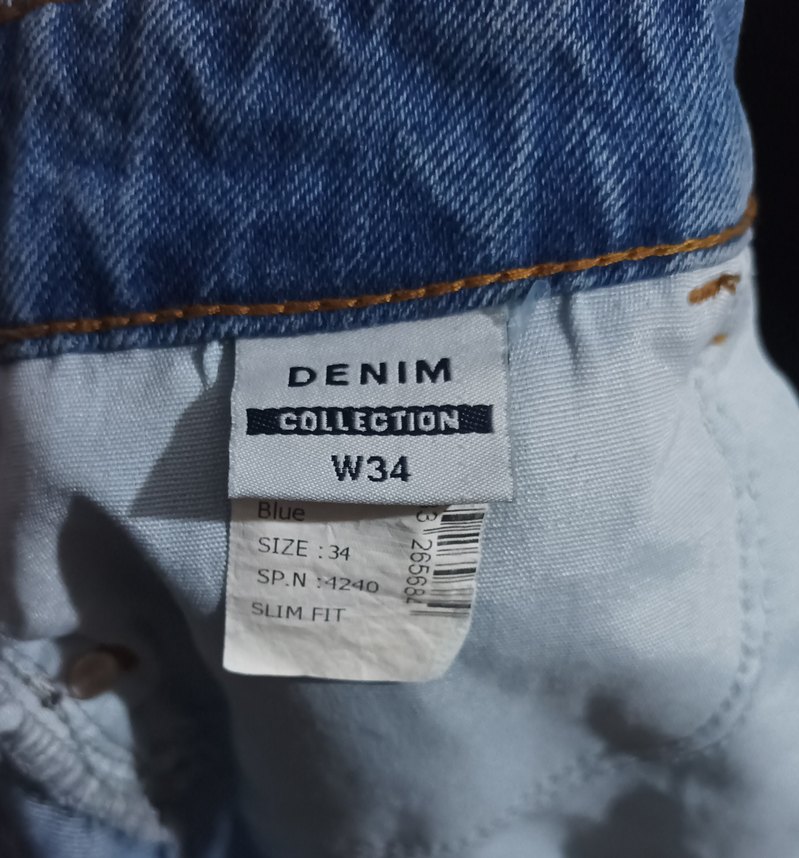 DENIM
COLLECTION
W34
Blue
SIZE : 34
SP.N :4240
SLIM FIT